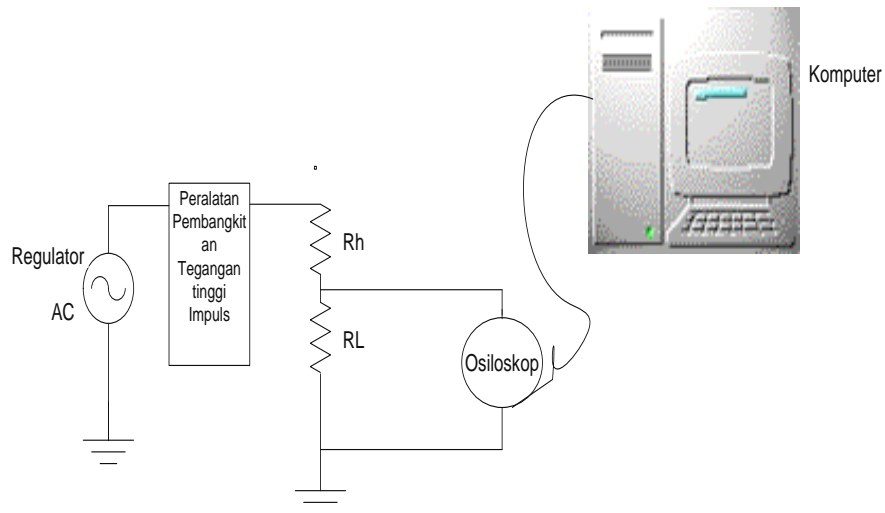 Komputer
Peralatan
Pembangkit
an
Tegangan
tinggi
Impuls
Regulator
AC
Rh
RL
Osiloskop